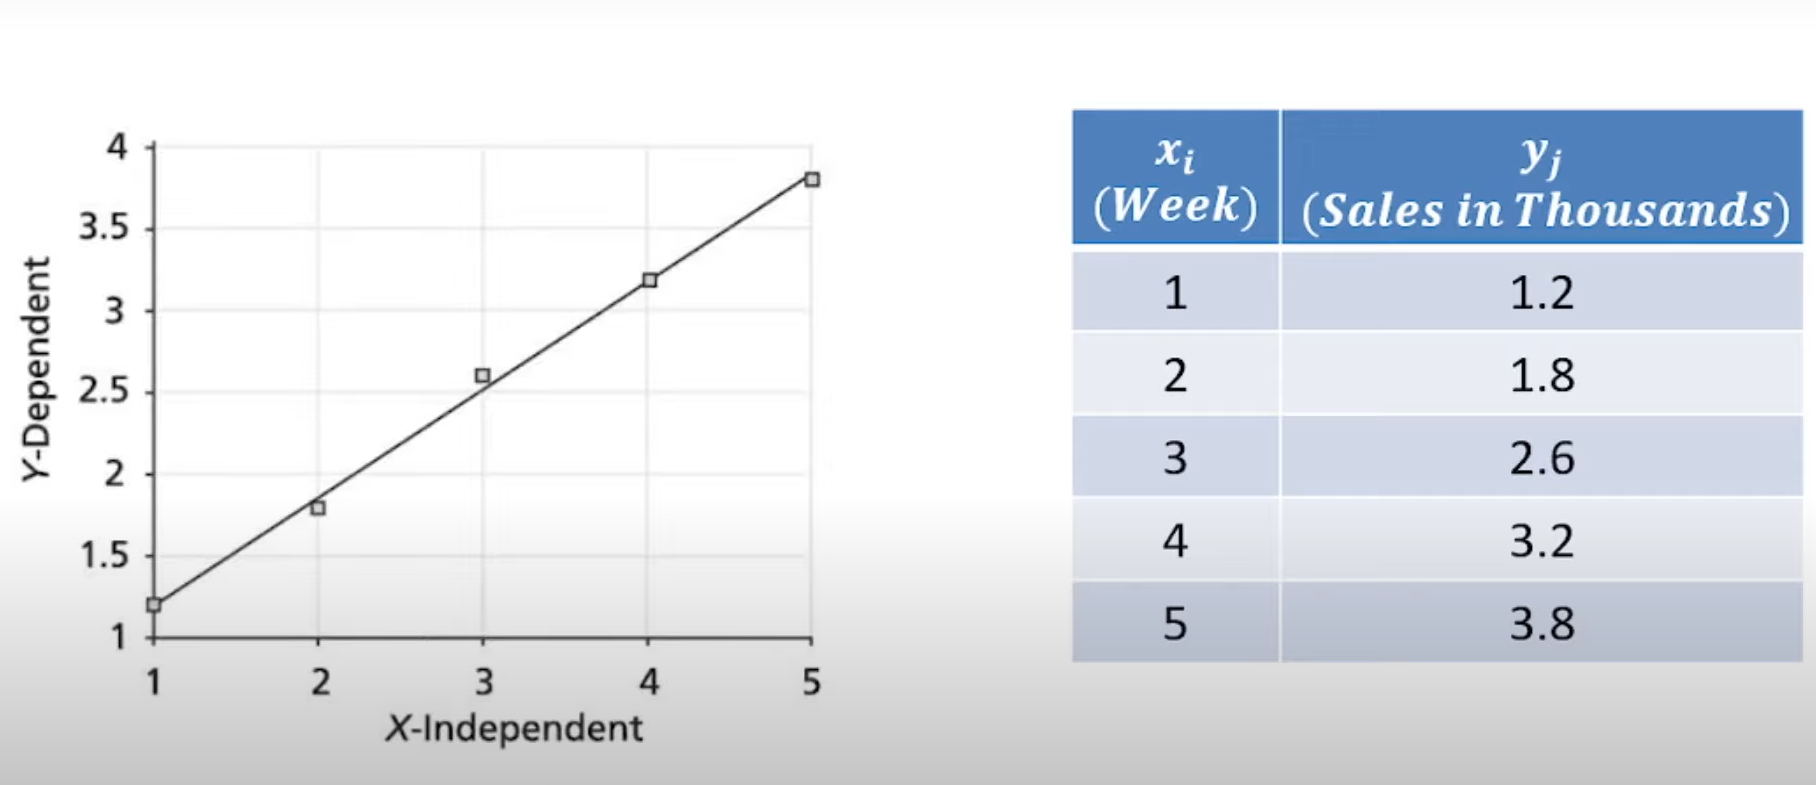 4
3.5
3
2.5
2
1.5
1
Y-Dependent
1 2 3 4 5
X-Independent
xᵢ yⱼ
(Week) (Sales in Thousands)
1 1.2
2 1.8
3 2.6
4 3.2
5 3.8